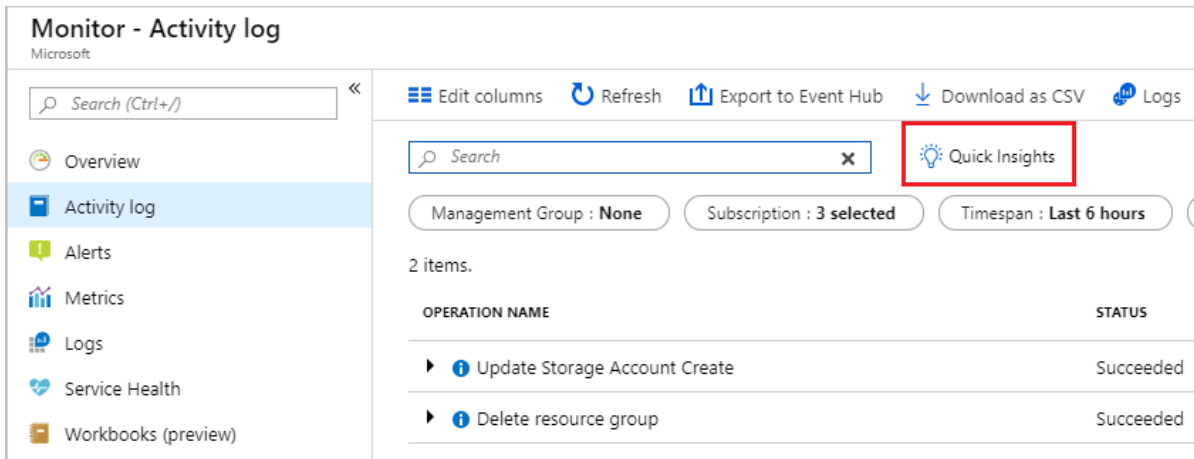 Monitor - Activity log
Microsoft
Search (Ctrl+/)
«
Overview
Activity log
Alerts
Metrics
Logs
Service Health
Workbooks (preview)
Edit columns Refresh Export to Event Hub Download as CSV Logs
Search Quick Insights
Management Group : None Subscription : 3 selected Timespan : Last 6 hours
2 items.
OPERATION NAME STATUS
Update Storage Account Create Succeeded
Delete resource group Succeeded